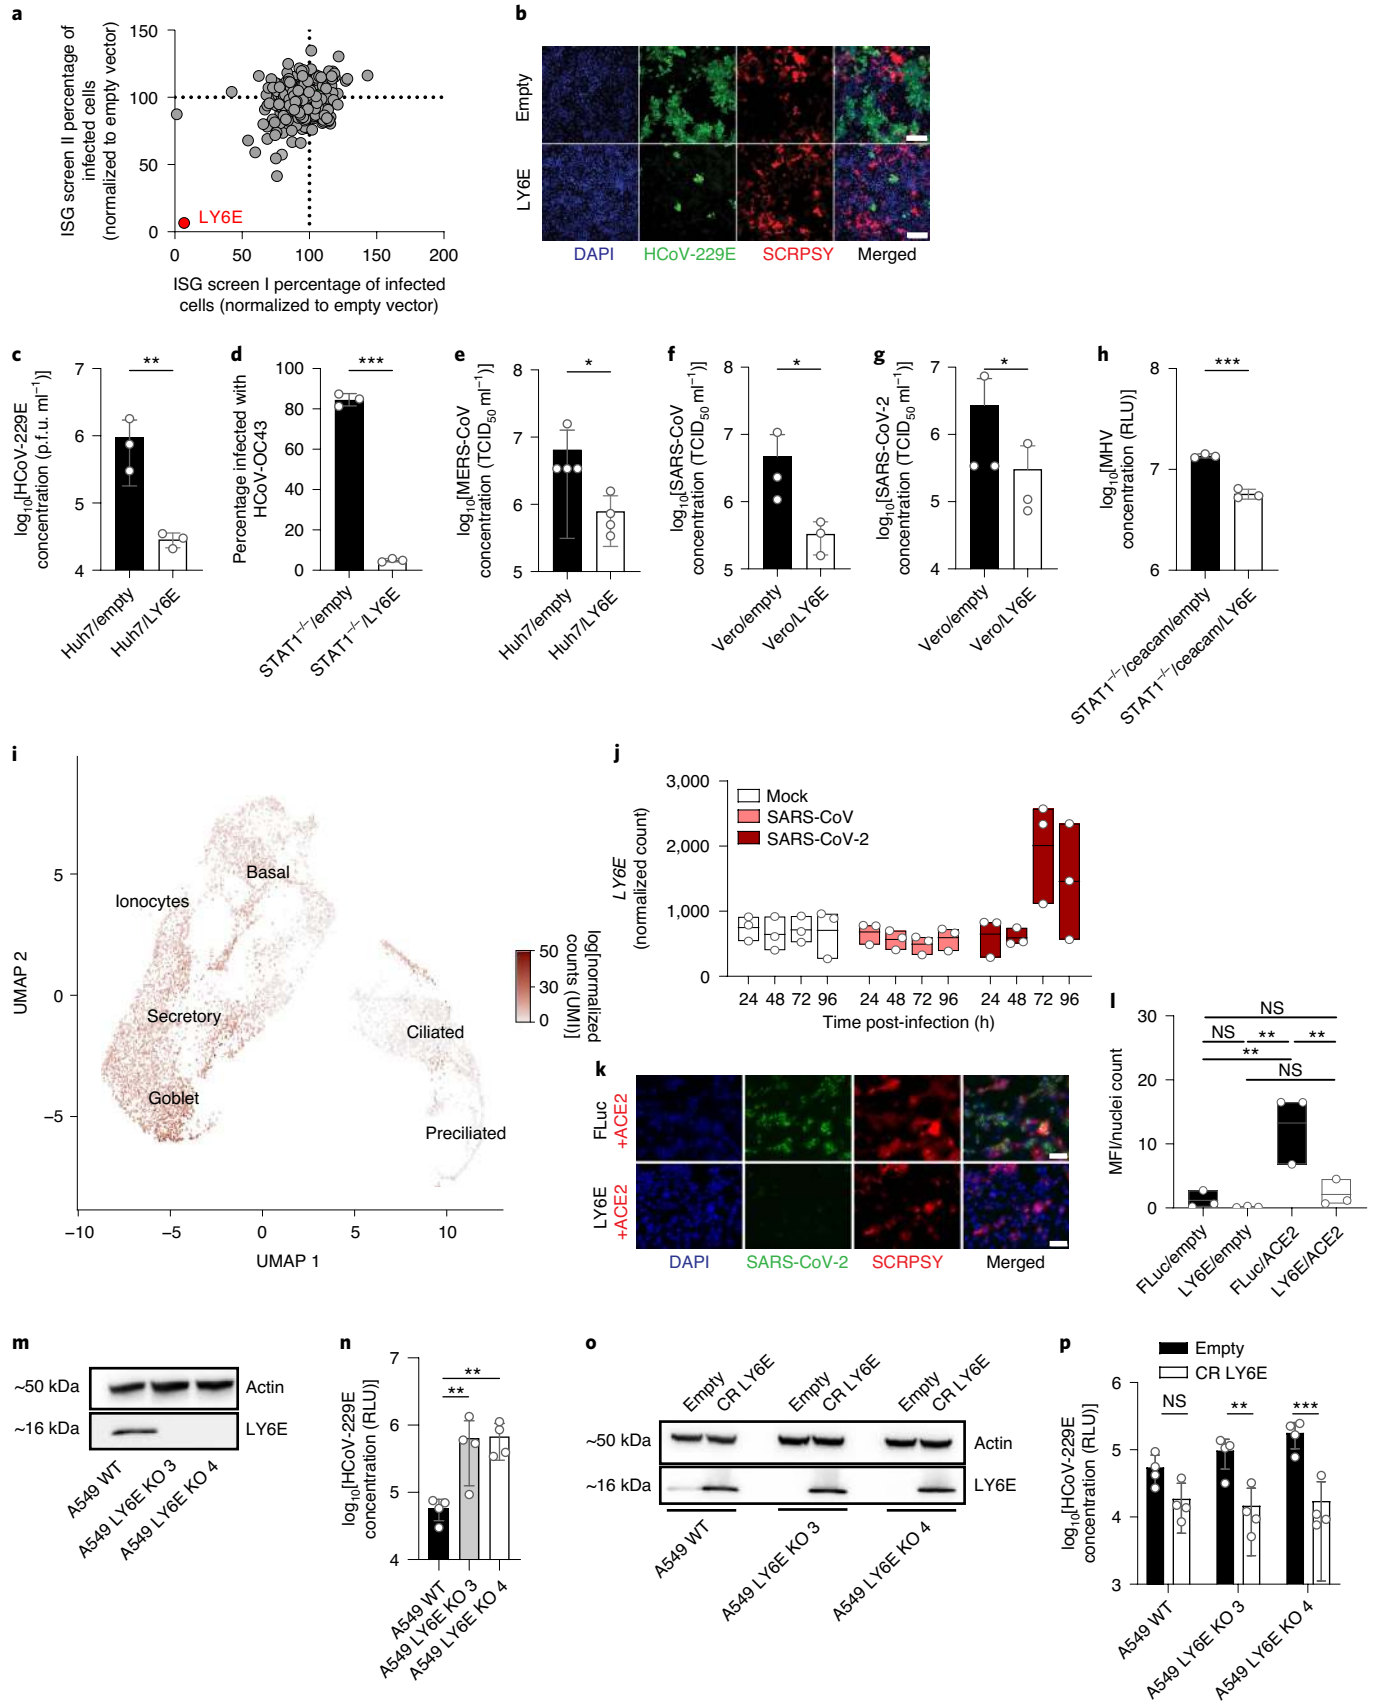 a
ISG screen II percentage of
infected cells
(normalized to empty vector)
150
100
50
0
LY6E
0 50 100 150 200
ISG screen I percentage of infected
cells (normalized to empty vector)
b
Empty
LY6E
DAPI HCoV-229E SCRPSY Merged
c
log10[HCoV-229E
concentration (p.f.u. ml−1)]
7
6
5
4
**
Huh7/empty
Huh7/LY6E
d
Percentage infected with
HCoV-OC43
100
80
60
40
20
0
***
STAT1−/−/empty
STAT1−/−/LY6E
e
log10[MERS-CoV
concentration (TCID50 ml−1)]
8
7
6
5
*
Huh7/empty
Huh7/LY6E
f
log10[SARS-CoV
concentration (TCID50 ml−1)]
8
7
6
5
*
Vero/empty
Vero/LY6E
g
log10[SARS-CoV-2
concentration (TCID50 ml−1)]
7
6
5
4
*
Vero/empty
Vero/LY6E
h
log10[MHV
concentration (RLU)]
8
7
6
***
STAT1−/−/ceacam/empty
STAT1−/−/ceacam/LY6E
i
UMAP 2
5
0
−5
Basal
Ionocytes
Secretory
Goblet
Ciliated
Preciliated
−10 −5 0 5 10
UMAP 1
50
30
0
log[normalized
counts (UMI)]
j
LY6E
(normalized count)
3,000
2,000
1,000
0
Mock
SARS-CoV
SARS-CoV-2
24 48 72 96 24 48 72 96 24 48 72 96
Time post-infection (h)
k
FLuc
+ACE2
LY6E
+ACE2
DAPI SARS-CoV-2 SCRPSY Merged
l
MFI/nuclei count
30
20
10
0
NS
NS ** **
**
NS
FLuc/empty
LY6E/empty
FLuc/ACE2
LY6E/ACE2
m
~50 kDa Actin
~16 kDa LY6E
A549 WT
A549 LY6E KO 3
A549 LY6E KO 4
n
log10[HCoV-229E
concentration (RLU)]
7
6
5
4
**
**
A549 WT
A549 LY6E KO 3
A549 LY6E KO 4
o
Empty CR LY6E Empty CR LY6E Empty CR LY6E
~50 kDa Actin
~16 kDa LY6E
A549 WT
A549 LY6E KO 3
A549 LY6E KO 4
p
Empty
CR LY6E
log10[HCoV-229E
concentration (RLU)]
6
5
4
3
NS ** ***
A549 WT
A549 LY6E KO 3
A549 LY6E KO 4